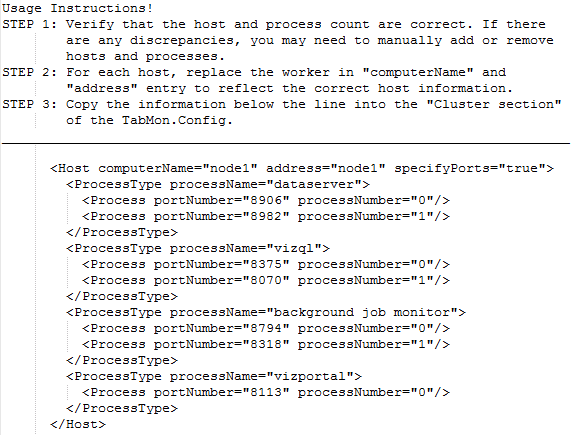 Usage Instructions!
STEP 1: Verify that the host and process count are correct. If there
are any discrepancies, you may need to manually add or remove
hosts and processes.
STEP 2: For each host, replace the worker in "computerName" and
"address" entry to reflect the correct host information.
STEP 3: Copy the information below the line into the "Cluster section"
of the TabMon.Config.
<Host computerName="node1" address="node1" specifyPorts="true">
<ProcessType processName="dataserver">
<Process portNumber="8906" processNumber="0"/>
<Process portNumber="8982" processNumber="1"/>
</ProcessType>
<ProcessType processName="vizql">
<Process portNumber="8375" processNumber="0"/>
<Process portNumber="8070" processNumber="1"/>
</ProcessType>
<ProcessType processName="background job monitor">
<Process portNumber="8794" processNumber="0"/>
<Process portNumber="8318" processNumber="1"/>
</ProcessType>
<ProcessType processName="vizportal">
<Process portNumber="8113" processNumber="0"/>
</ProcessType>
</Host>